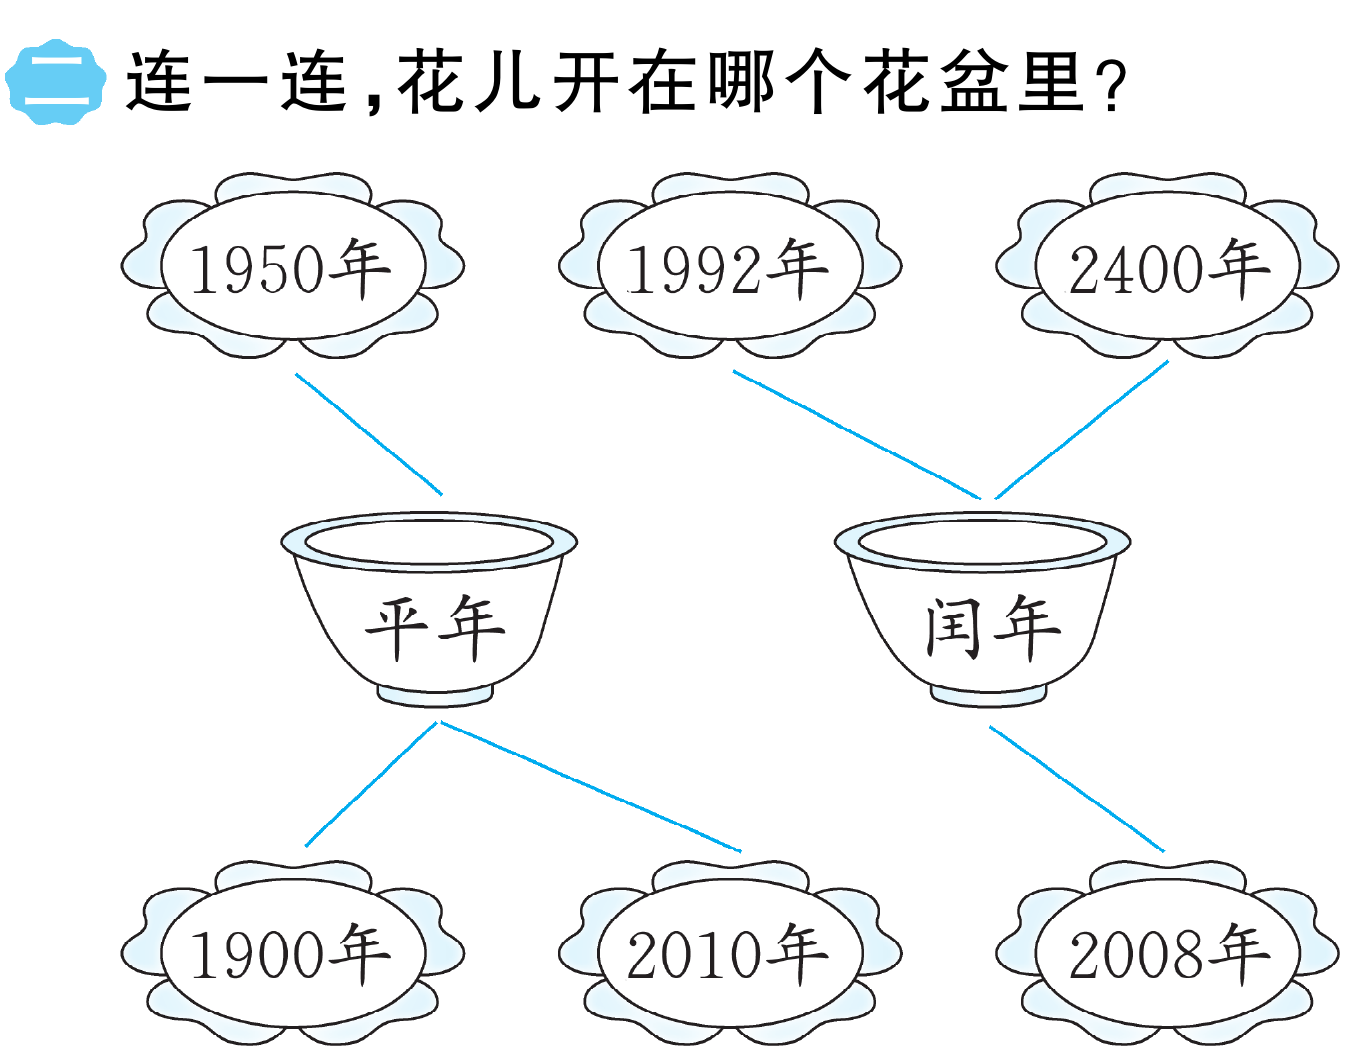 二 连一连,花儿开在哪个花盆里?
1950年 1992年 2400年
平年 闰年
1900年 2010年 2008年